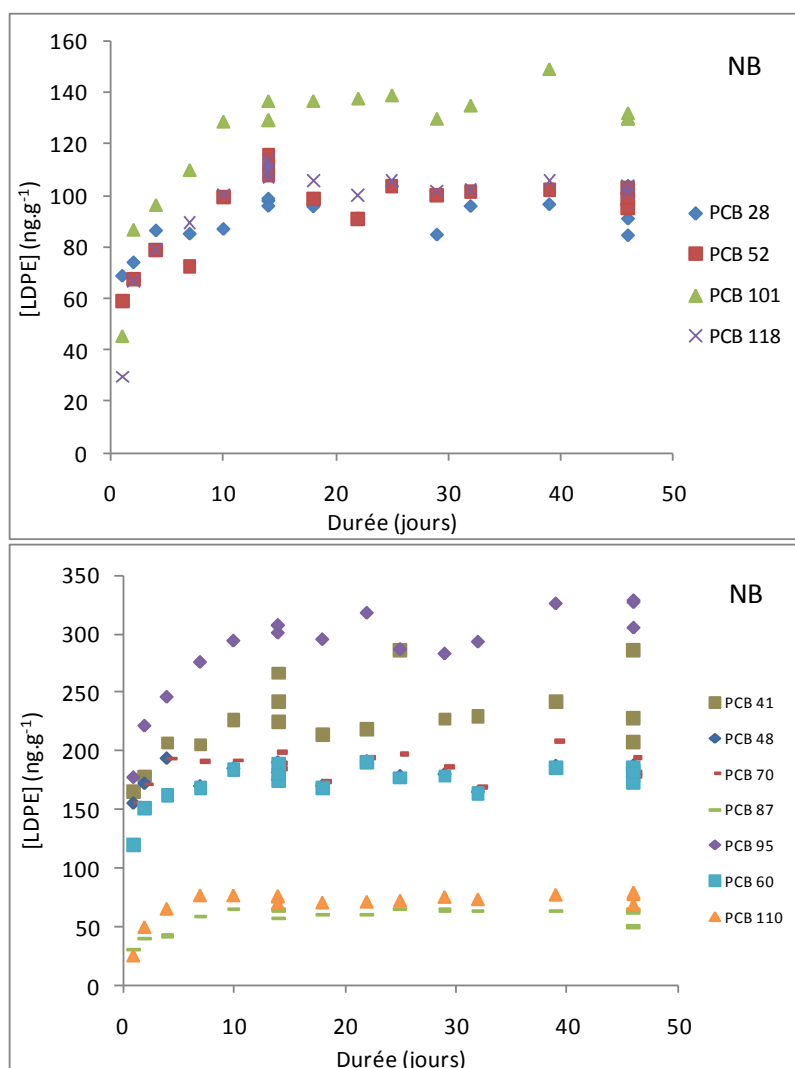 NB
160
140
120
100
80
60
40
20
0
[LDPE] (ng.g-1)
PCB 28
PCB 52
PCB 101
PCB 118
0 10 20 30 40 50
Durée (jours)
NB
350
300
250
200
150
100
50
0
[LDPE] (ng.g-1)
PCB 41
PCB 48
PCB 70
PCB 87
PCB 95
PCB 60
PCB 110
0 10 20 30 40 50
Durée (jours)